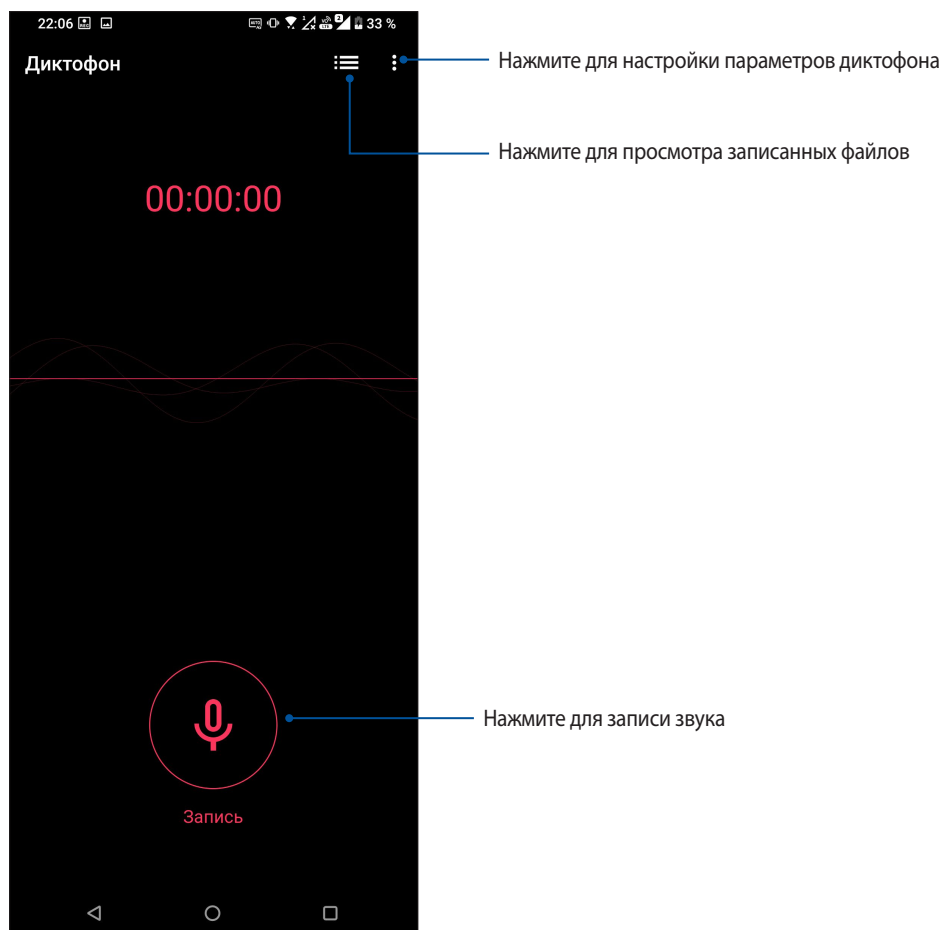 22:06 33 %
Диктофон
Нажмите для настройки параметров диктофона
Нажмите для просмотра записанных файлов
00:00:00
Нажмите для записи звука
Запись